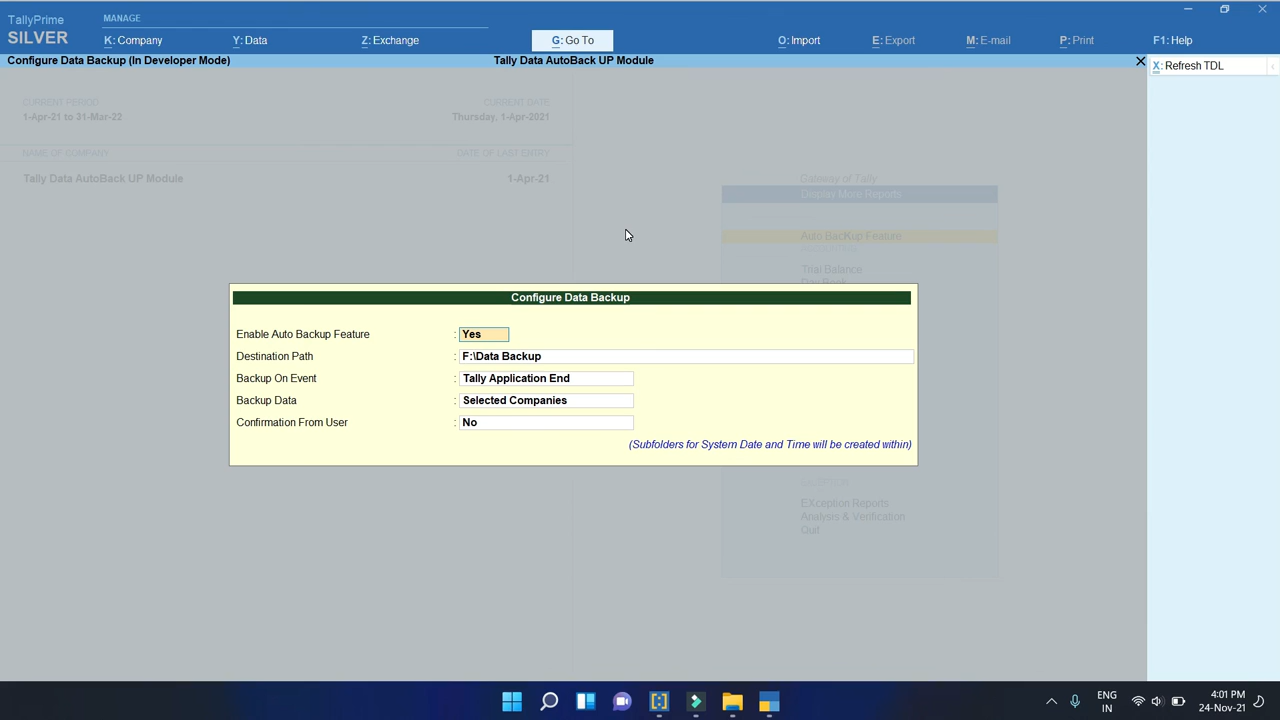 TallyPrime
SILVER
MANAGE
K: Company
Y: Data
Z: Exchange
G: Go To
O: Import
E: Export
M: E-mail
P: Print
F1: Help
Configure Data Backup (In Developer Mode)
Tally Data AutoBack UP Module
X: Refresh TDL
CURRENT PERIOD
CURRENT DATE
1-Apr-21 to 31-Mar-22
Thursday, 1-Apr-2021
NAME OF COMPANY
DATE OF LAST ENTRY
Tally Data AutoBack UP Module
1-Apr-21
Gateway of Tally
Display More Reports
Auto BacKup Feature
Trial Balance
Day Book
Configure Data Backup
Enable Auto Backup Feature : Yes
Destination Path : F:\Data Backup
Backup On Event : Tally Application End
Backup Data : Selected Companies
Confirmation From User : No
(Subfolders for System Date and Time will be created within)
EXception Reports
Analysis & Verification
Quit
ENG
IN
4:01 PM
24-Nov-21